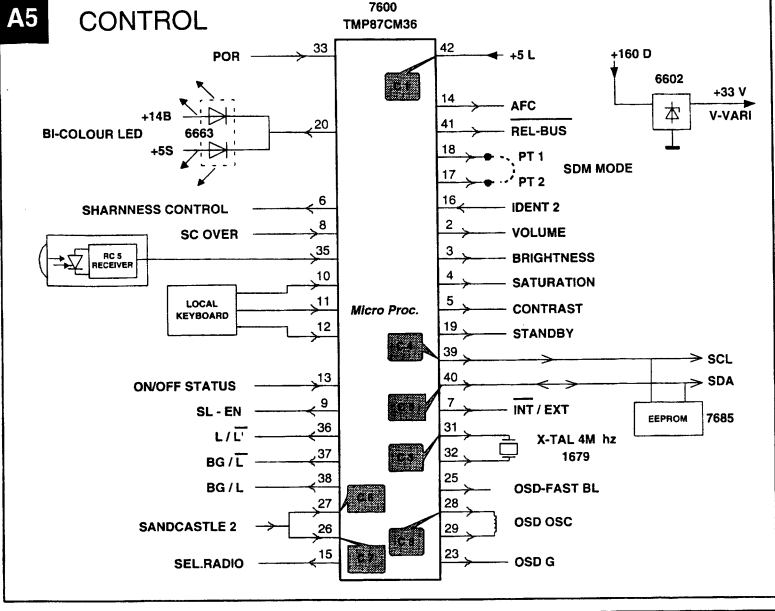 A5 CONTROL
7600
TMP87CM36
POR 33
42 +5 L
+160 D
6602
+33 V
V-VARI
+14B
BI-COLOUR LED 6663 20
+5S
14 AFC
41 REL-BUS
18 PT 1
SDM MODE
17 PT 2
SHARNNESS CONTROL 6
16 IDENT 2
SC OVER 8
2 VOLUME
RC 5
RECEIVER
35
3 BRIGHTNESS
LOCAL
KEYBOARD
10
11
12
4 SATURATION
5 CONTRAST
19 STANDBY
Micro Proc.
39 SCL
40 SDA
ON/OFF STATUS 13
SL - EN 9
7 INT / EXT
EEPROM 7685
L / L' 36
31
X-TAL 4M hz
1679
BG / L 37
32
BG / L 38
25 OSD-FAST BL
27
28
SANDCASTLE 2
OSD OSC
26
29
C 7
SEL.RADIO 15
23 OSD G